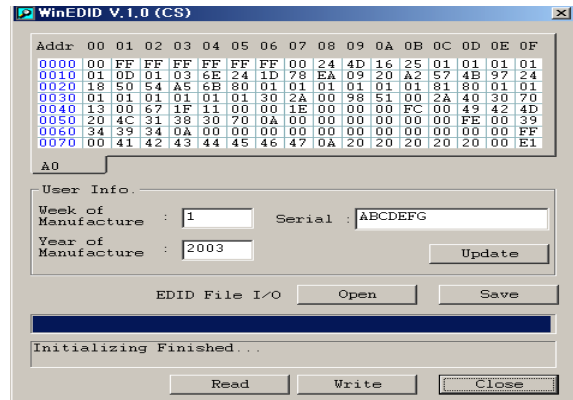 WinEDID V.1.0 (CS)
Addr 00 01 02 03 04 05 06 07 08 09 0A 0B 0C 0D 0E 0F
0000 00 FF FF FF FF FF FF 00 24 4D 16 25 01 01 01 01
0010 01 0D 01 03 6E 24 1D 78 EA 09 20 A2 57 4B 97 24
0020 18 50 54 A5 6B 80 01 01 01 01 01 01 81 80 01 01
0030 01 01 01 01 01 01 30 2A 00 98 51 00 2A 40 30 70
0040 13 00 67 1F 11 00 00 1E 00 00 00 FC 00 49 42 4D
0050 20 4C 31 38 30 70 0A 00 00 00 00 00 00 FE 00 39
0060 34 39 34 0A 00 00 00 00 00 00 00 00 00 00 00 FF
0070 00 41 42 43 44 45 46 47 0A 20 20 20 20 20 00 E1
A0
User Info.
Week of Manufacture : 1 Serial : ABCDEFG
Year of Manufacture : 2003 Update
EDID File I/O Open Save
Initializing Finished...
Read Write Close